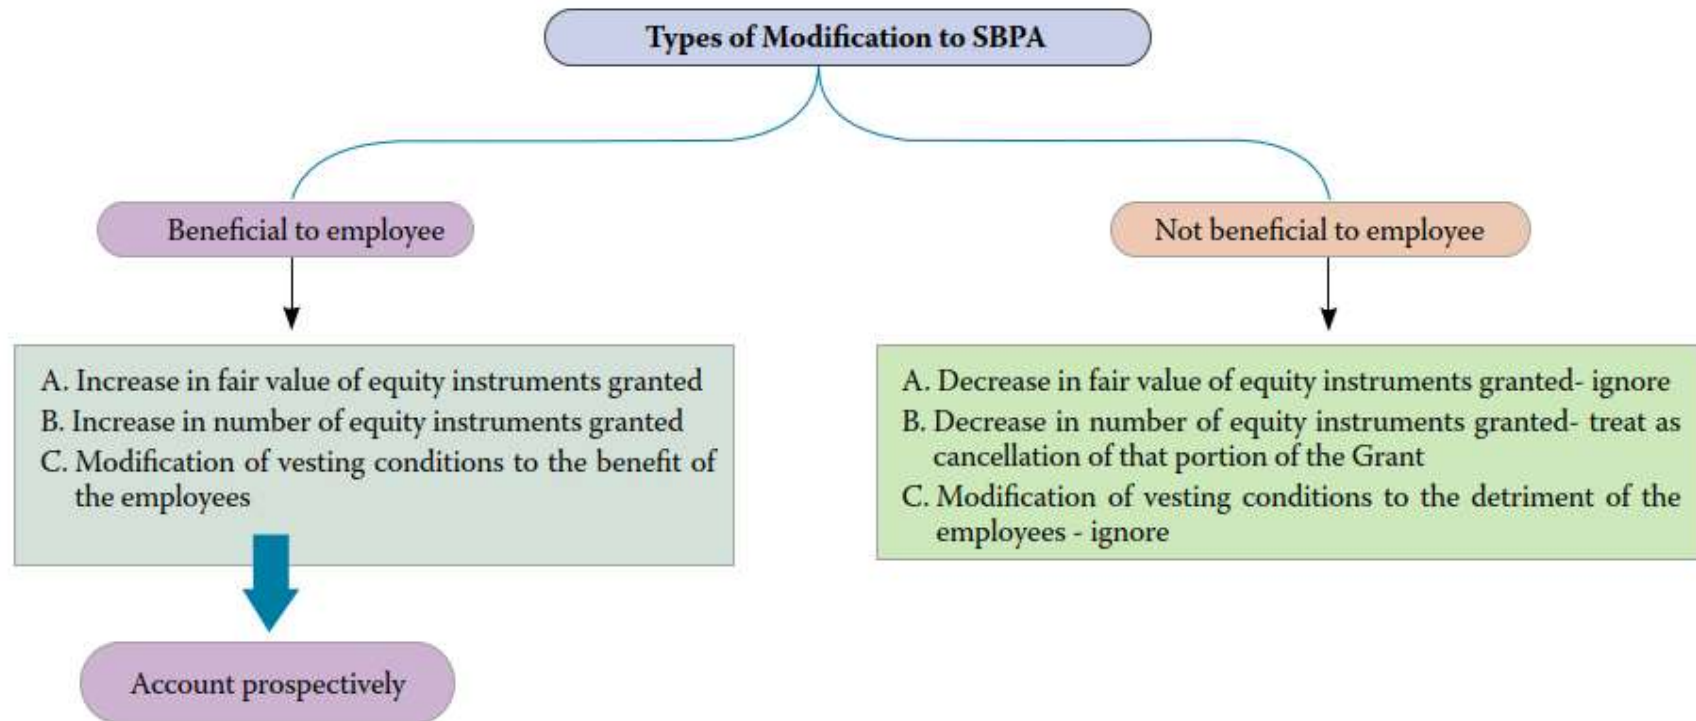 Types of Modification to SBPA
Beneficial to employee
Not beneficial to employee
A. Increase in fair value of equity instruments granted
B. Increase in number of equity instruments granted
C. Modification of vesting conditions to the benefit of
the employees
A. Decrease in fair value of equity instruments granted- ignore
B. Decrease in number of equity instruments granted- treat as
cancellation of that portion of the Grant
C. Modification of vesting conditions to the detriment of the
employees - ignore
Account prospectively